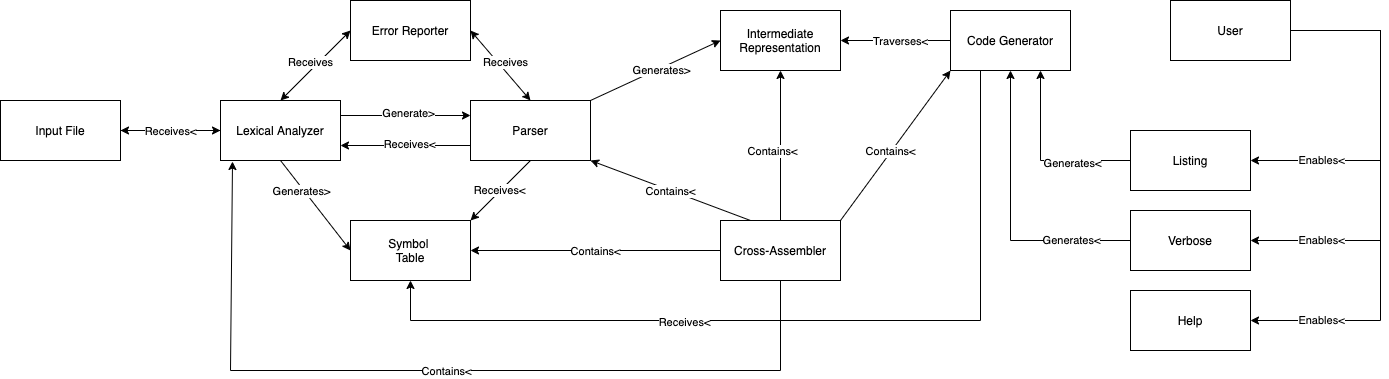 Error Reporter
Intermediate
Representation
Code Generator
User
Traverses<
Receives
Receives
Generates>
Input File
Receives<
Lexical Analyzer
Generate>
Receives<
Parser
Contains<
Contains<
Generates<
Listing
Enables<
Generates>
Receives<
Contains<
Symbol
Table
Contains<
Cross-Assembler
Generates<
Verbose
Enables<
Receives<
Help
Enables<
Contains<